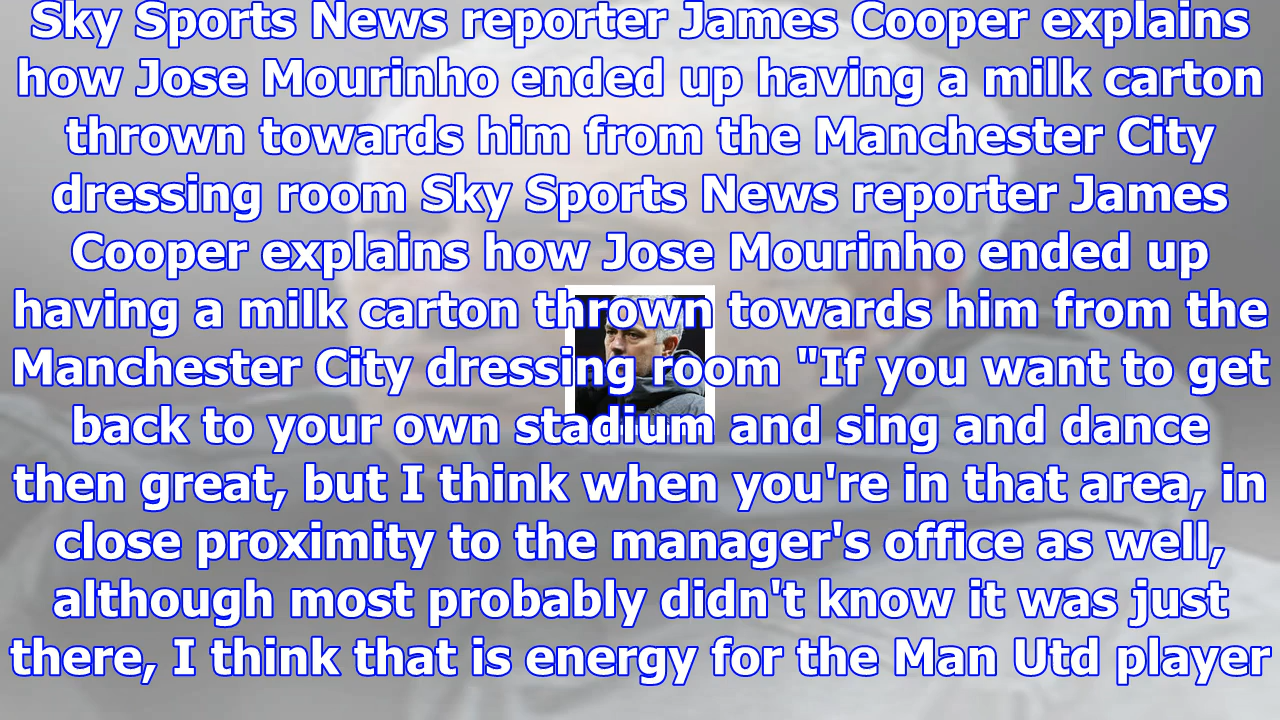 Sky Sports News reporter James Cooper explains
how Jose Mourinho ended up having a milk carton
thrown towards him from the Manchester City
dressing room Sky Sports News reporter James
Cooper explains how Jose Mourinho ended up
having a milk carton thrown towards him from the
Manchester City dressing room "If you want to get
back to your own stadium and sing and dance
then great, but I think when you're in that area, in
close proximity to the manager's office as well,
although most probably didn't know it was just
there, I think that is energy for the Man Utd player